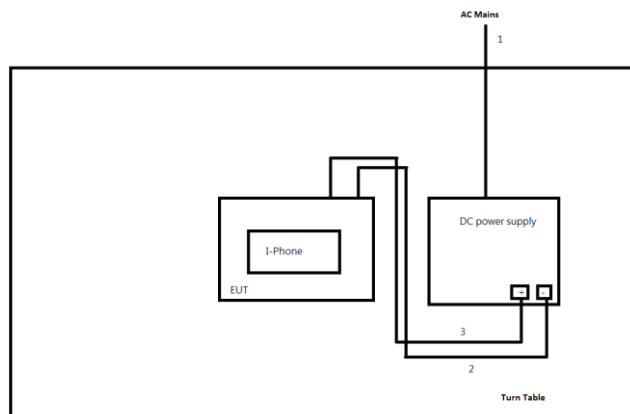 AC Mains
1
DC power supply
I-Phone
EUT
+
-
3
2
Turn Table